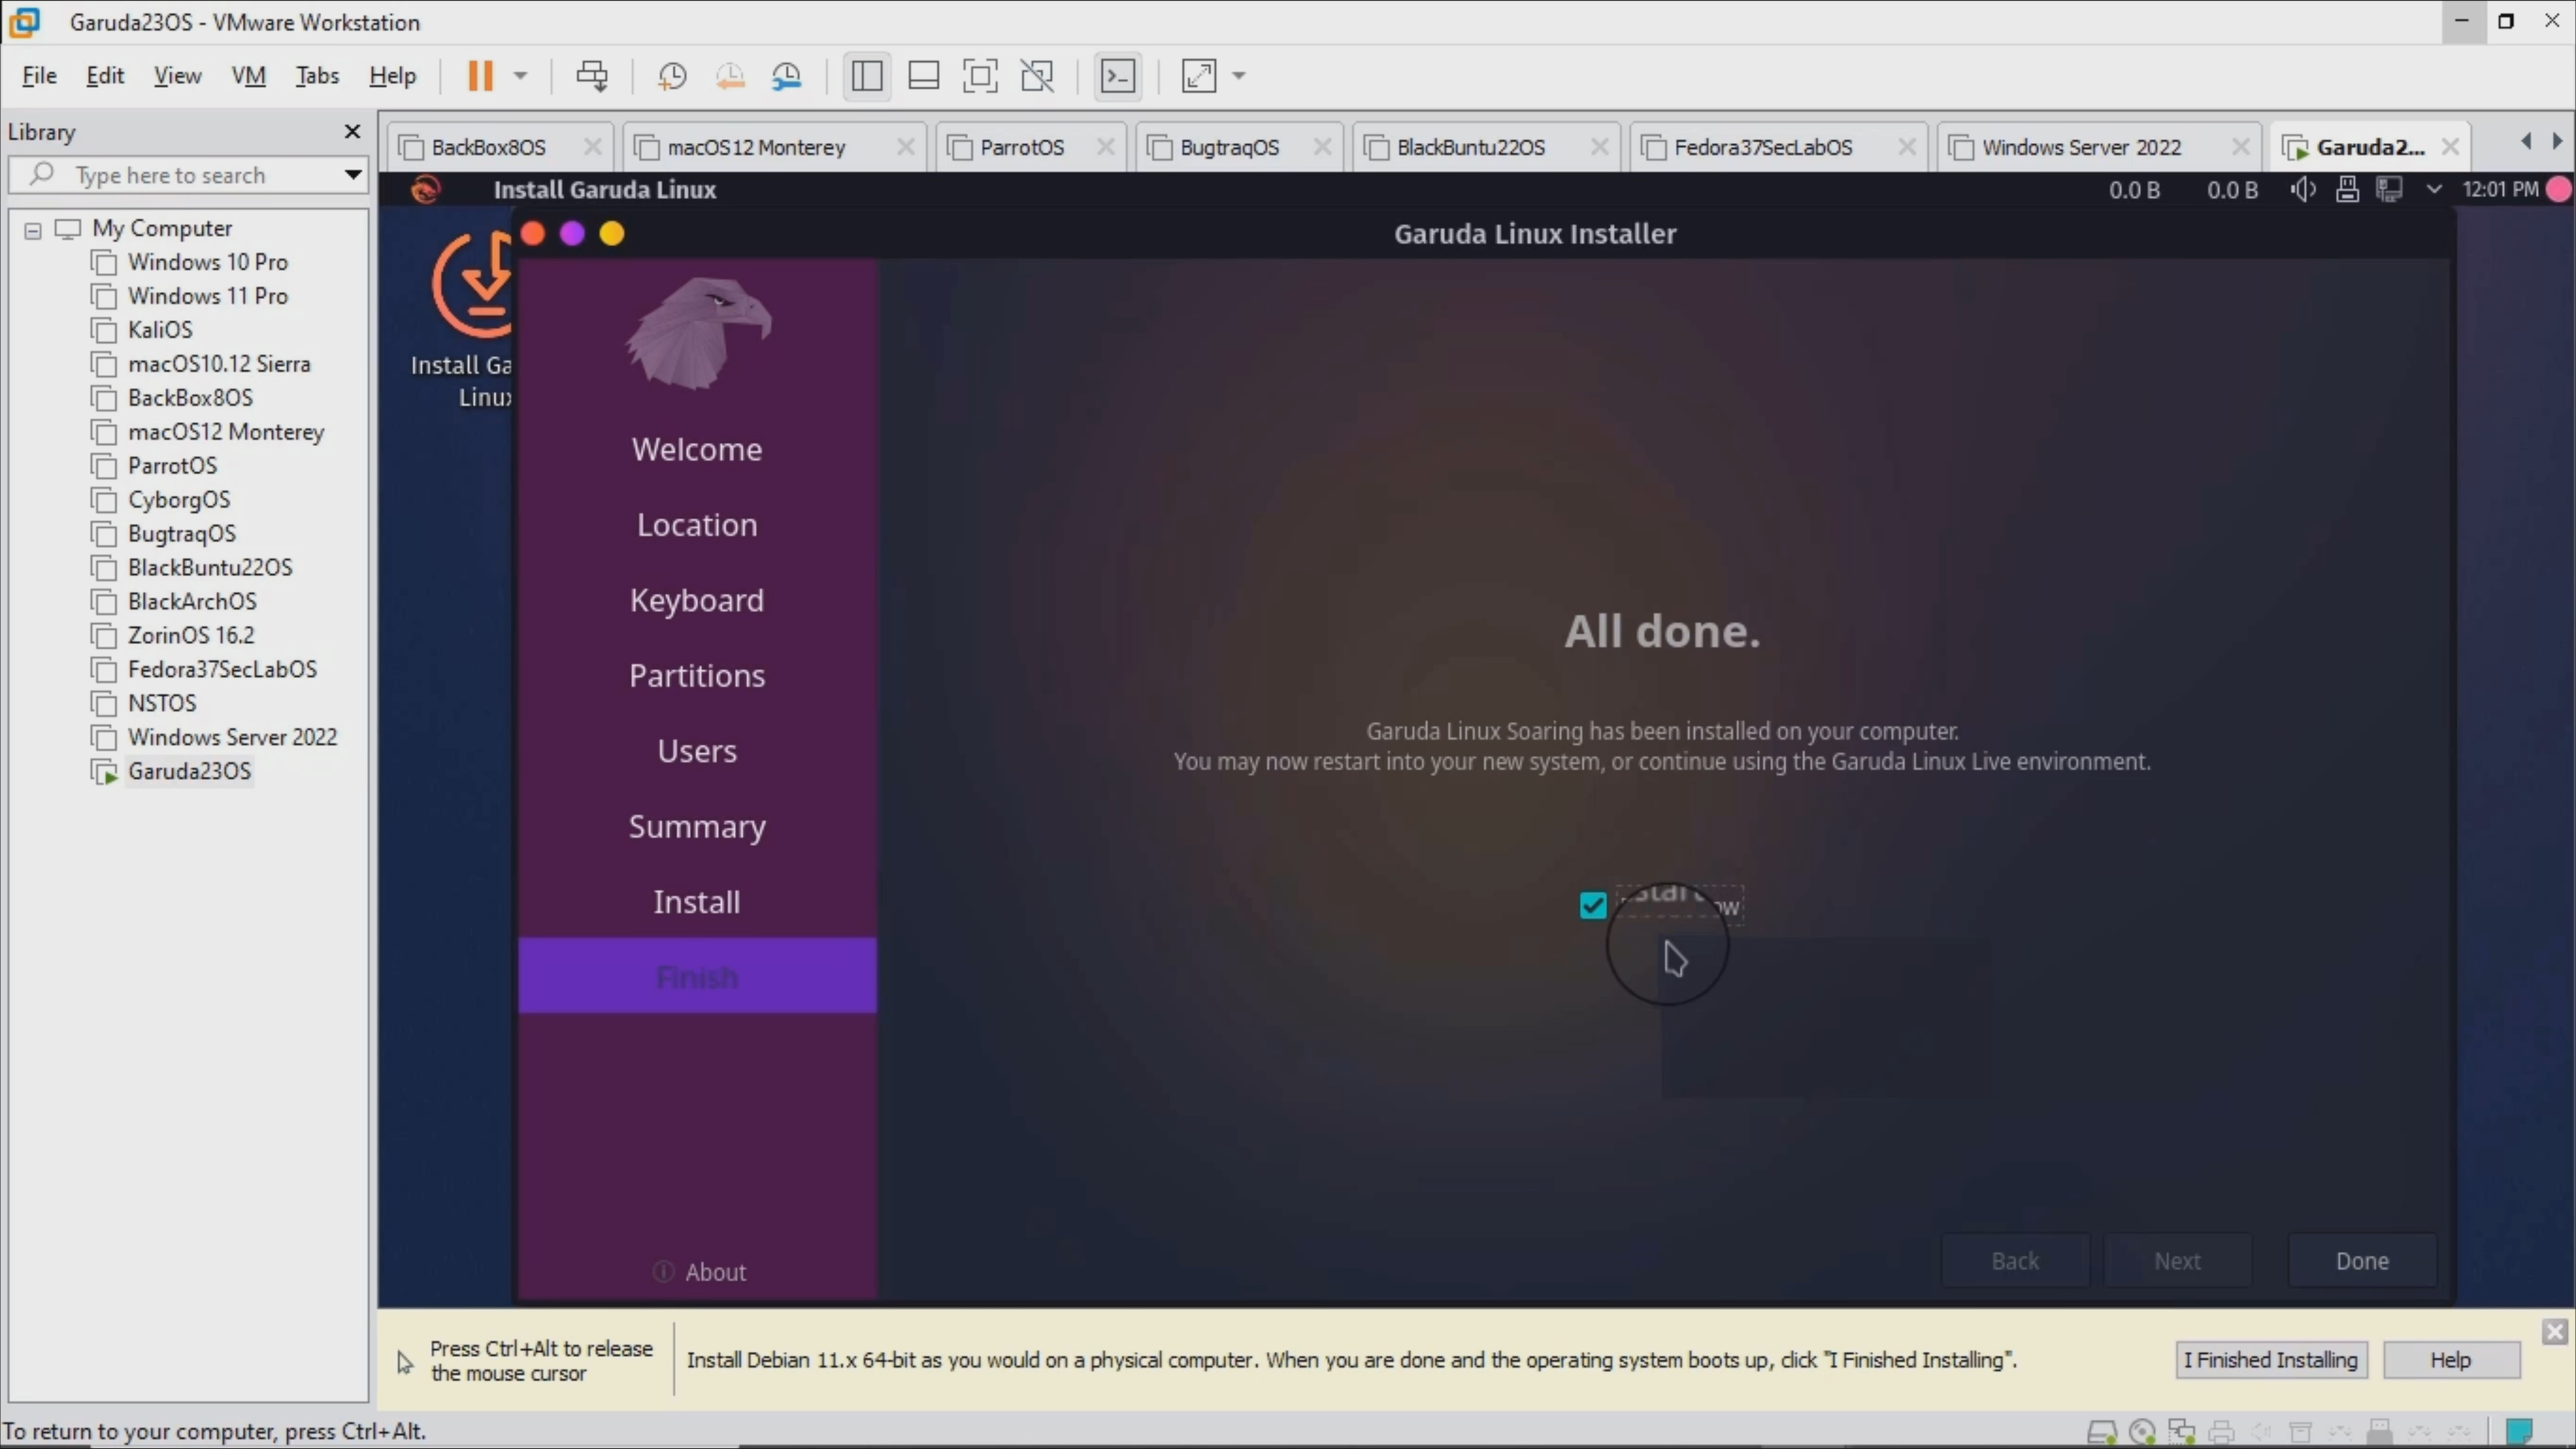 Garuda23OS - VMware Workstation
File Edit View VM Tabs Help
Library
Type here to search
My Computer
Windows 10 Pro
Windows 11 Pro
KaliOS
macOS10.12 Sierra
BackBox8OS
macOS12 Monterey
ParrotOS
CyborgOS
BugtraqOS
BlackBuntu22OS
BlackArchOS
ZorinOS 16.2
Fedora37SecLabOS
NSTOS
Windows Server 2022
Garuda23OS
BackBox8OS macOS12 Monterey ParrotOS BugtraqOS BlackBuntu22OS Fedora37SecLabOS Windows Server 2022 Garuda2...
Install Garuda Linux 0.0 B 0.0 B 12:01 PM
Install Ga
Linux
Garuda Linux Installer
Welcome
Location
Keyboard
Partitions
Users
Summary
Install
Finish
About
All done.
Garuda Linux Soaring has been installed on your computer.
You may now restart into your new system, or continue using the Garuda Linux Live environment.
Back Next Done
Press Ctrl+Alt to release
the mouse cursor
Install Debian 11.x 64-bit as you would on a physical computer. When you are done and the operating system boots up, click "I Finished Installing".
I Finished Installing Help
To return to your computer, press Ctrl+Alt.